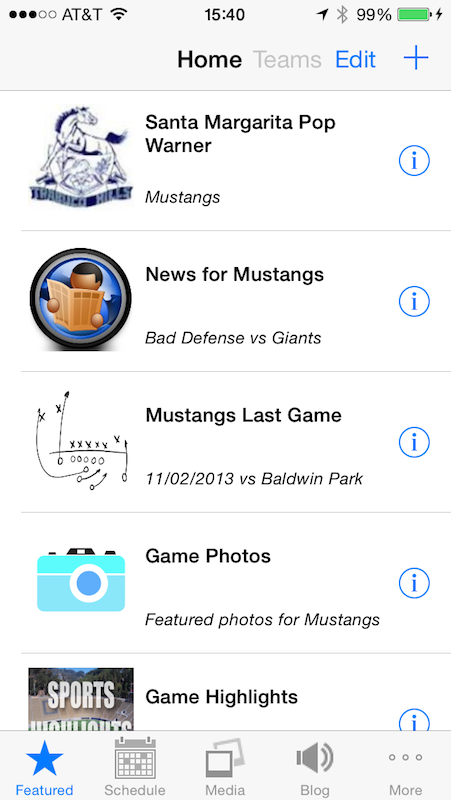 AT&T 15:40 99%
Home Teams Edit
Santa Margarita Pop
Warner
Mustangs
TRABUCO HILLS
News for Mustangs
Bad Defense vs Giants
Mustangs Last Game
11/02/2013 vs Baldwin Park
Game Photos
Featured photos for Mustangs
SPORTS
HIGHLIGHTS
Game Highlights
Featured Schedule Media Blog More